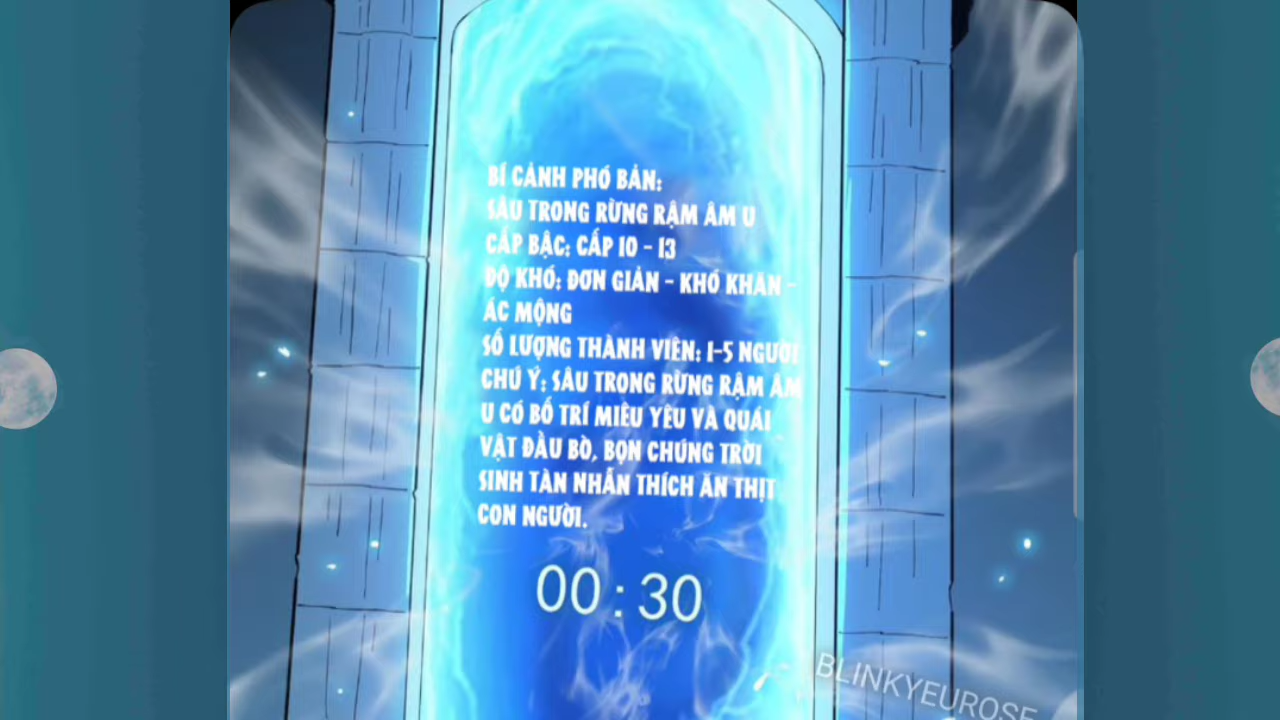 BÍ CẢNH PHÓ BẢN:
SÂU TRONG RỪNG RẬM ÂM U
CẤP BẬC: CẤP 10 - 13
ĐỘ KHÓ: ĐƠN GIẢN - KHÓ KHĂN -
ÁC MỘNG
SỐ LƯỢNG THÀNH VIÊN: 1-5 NGƯỜI
CHÚ Ý: SÂU TRONG RỪNG RẬM ÂM
U CÓ BỐ TRÍ MIÊU YÊU VÀ QUÁI
VẬT ĐẦU BÒ, BỌN CHÚNG TRỜI
SINH TÀN NHẪN THÍCH ĂN THỊT
CON NGƯỜI.
00 : 30
BLINKYEUROSE